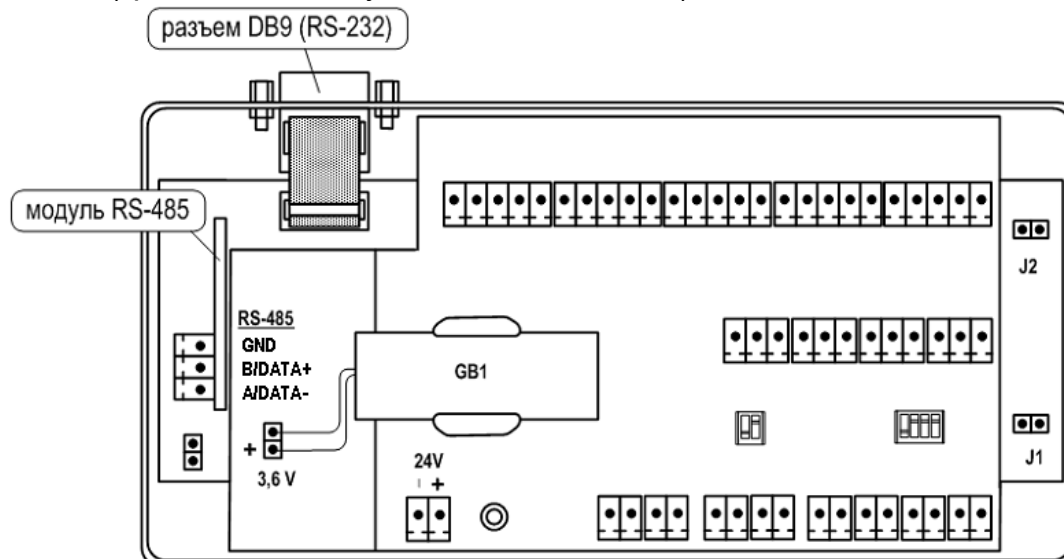 разъем DB9 (RS-232)
модуль RS-485
J2
RS-485
GND
B/DATA+
A/DATA-
GB1
+
3,6 V
24V
- +
J1